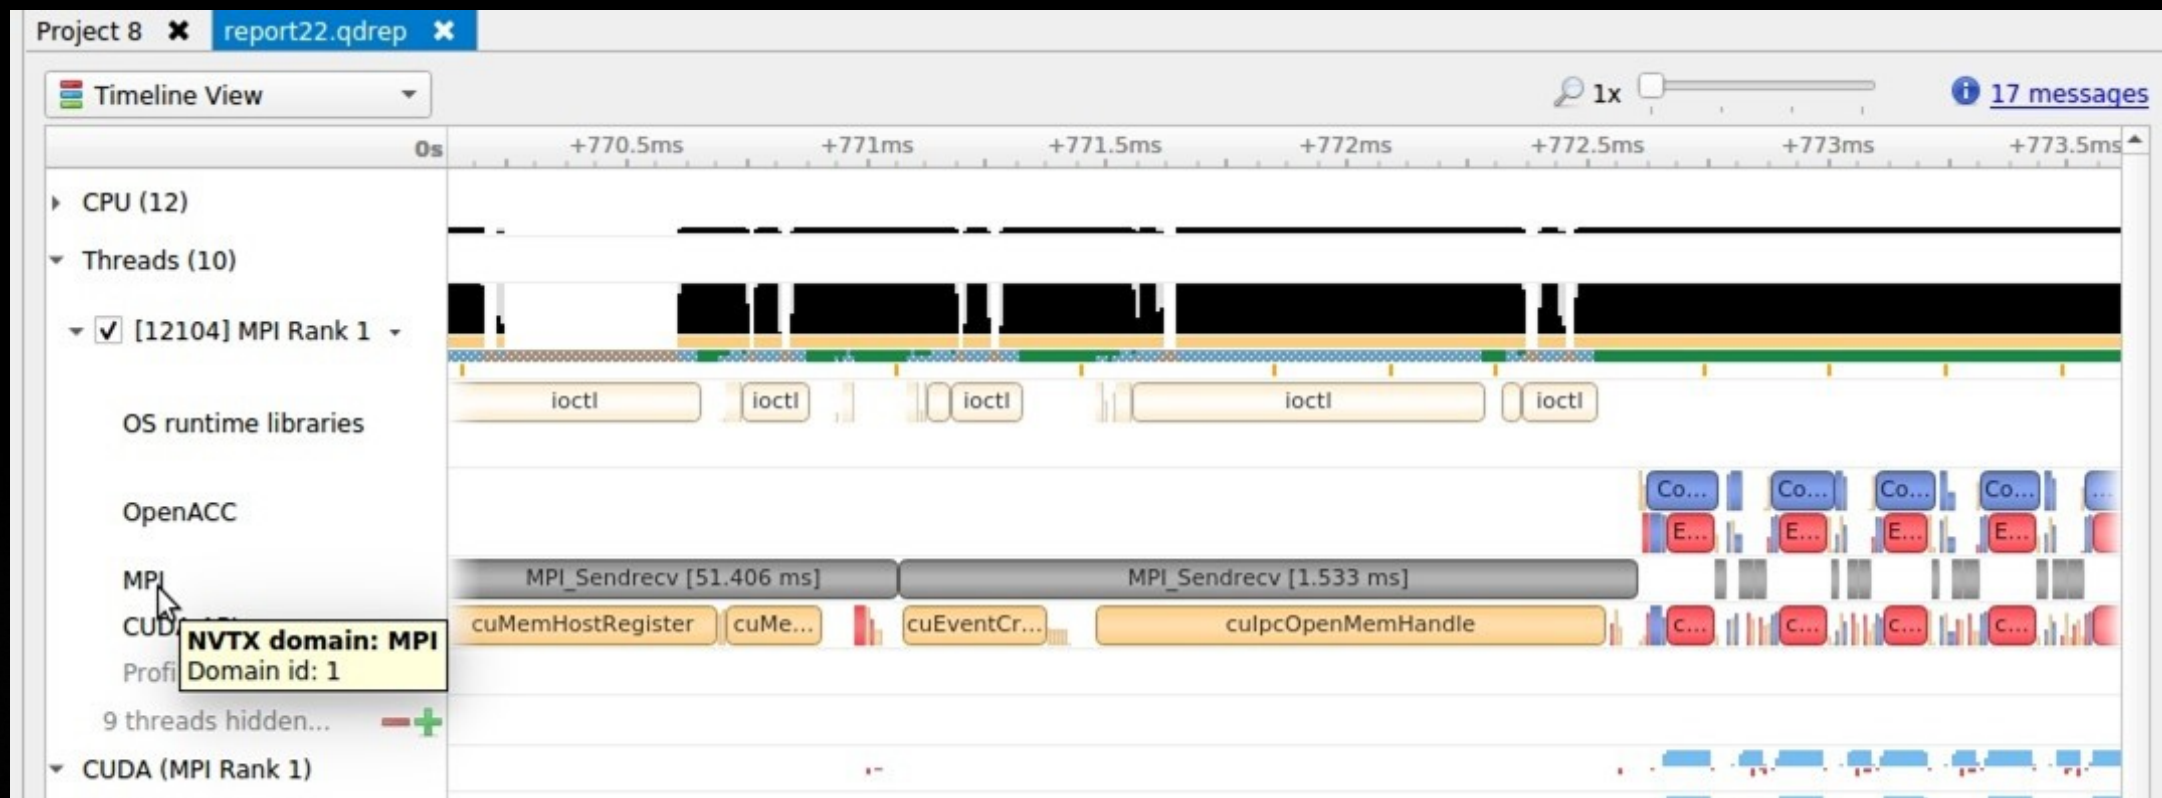 Project 8 ✖ report22.qdrep ✖
Timeline View 1x 17 messages
0s +770.5ms +771ms +771.5ms +772ms +772.5ms +773ms +773.5ms
CPU (12)
Threads (10)
[12104] MPI Rank 1
OS runtime libraries ioctl ioctl ioctl ioctl ioctl
OpenACC Co... Co... Co... Co... ...
E... E... E... E...
MPI MPI_Sendrecv [51.406 ms] MPI_Sendrecv [1.533 ms]
CUDA cuMemHostRegister cuMe... cuEventCr... cuIpcOpenMemHandle c... c... c... c...
NVTX domain: MPI
Profi Domain id: 1
9 threads hidden...
CUDA (MPI Rank 1)